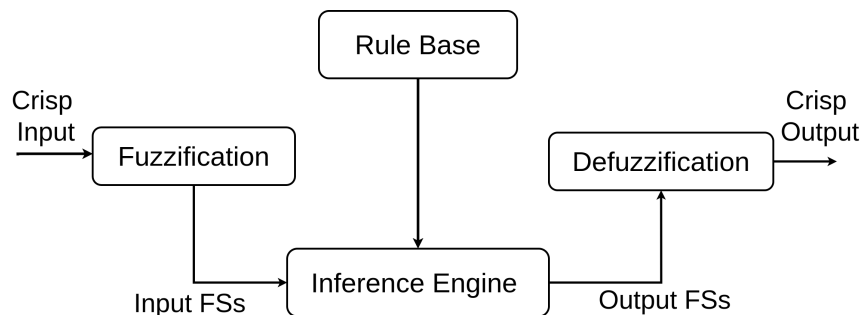 Rule Base
Crisp
Input
Fuzzification
Crisp
Output
Defuzzification
Inference Engine
Input FSs
Output FSs